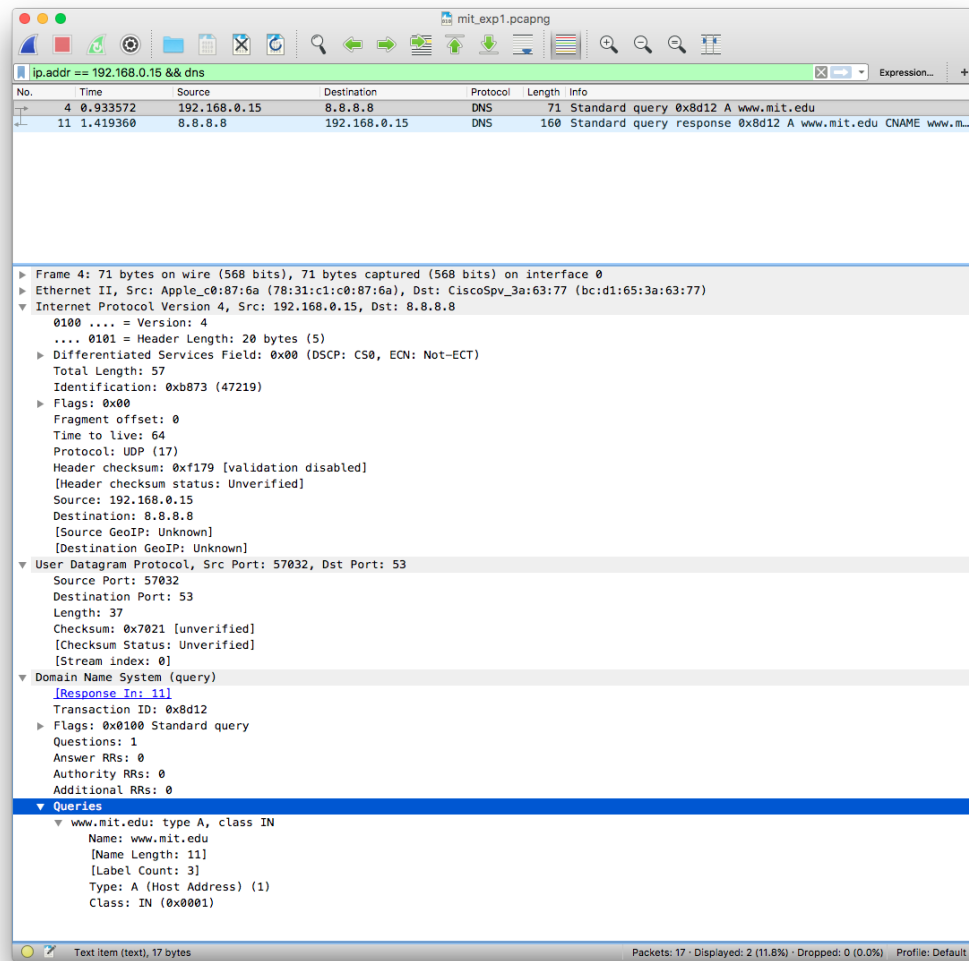 mit_exp1.pcapng
ip.addr == 192.168.0.15 && dns
Expression...
+
No. Time Source Destination Protocol Length Info
4 0.933572 192.168.0.15 8.8.8.8 DNS 71 Standard query 0x8d12 A www.mit.edu
11 1.419360 8.8.8.8 192.168.0.15 DNS 160 Standard query response 0x8d12 A www.mit.edu CNAME www.m…
Frame 4: 71 bytes on wire (568 bits), 71 bytes captured (568 bits) on interface 0
Ethernet II, Src: Apple_c0:87:6a (78:31:c1:c0:87:6a), Dst: CiscoSpv_3a:63:77 (bc:d1:65:3a:63:77)
Internet Protocol Version 4, Src: 192.168.0.15, Dst: 8.8.8.8
0100 .... = Version: 4
.... 0101 = Header Length: 20 bytes (5)
Differentiated Services Field: 0x00 (DSCP: CS0, ECN: Not-ECT)
Total Length: 57
Identification: 0xb873 (47219)
Flags: 0x00
Fragment offset: 0
Time to live: 64
Protocol: UDP (17)
Header checksum: 0xf179 [validation disabled]
[Header checksum status: Unverified]
Source: 192.168.0.15
Destination: 8.8.8.8
[Source GeoIP: Unknown]
[Destination GeoIP: Unknown]
User Datagram Protocol, Src Port: 57032, Dst Port: 53
Source Port: 57032
Destination Port: 53
Length: 37
Checksum: 0x7021 [unverified]
[Checksum Status: Unverified]
[Stream index: 0]
Domain Name System (query)
[Response In: 11]
Transaction ID: 0x8d12
Flags: 0x0100 Standard query
Questions: 1
Answer RRs: 0
Authority RRs: 0
Additional RRs: 0
Queries
www.mit.edu: type A, class IN
Name: www.mit.edu
[Name Length: 11]
[Label Count: 3]
Type: A (Host Address) (1)
Class: IN (0x0001)
Text item (text), 17 bytes
Packets: 17 · Displayed: 2 (11.8%) · Dropped: 0 (0.0%)
Profile: Default